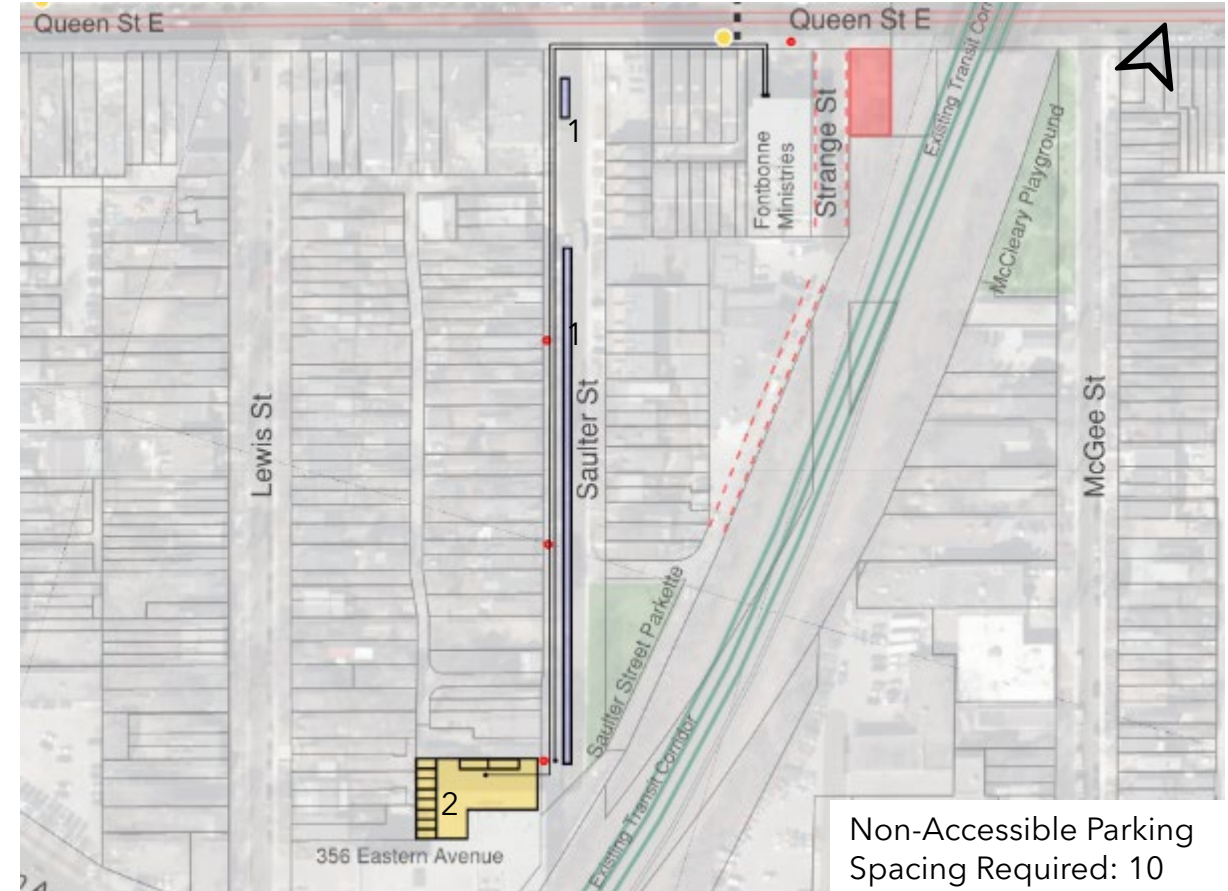 Queen St E
Queen St E
Existing Transit Cor
1
Fontbonne
Ministries
Strange St
McCleary Playground
1
Lewis St
Saulter St
McGee St
Saulter Street Parkette
Existing Transit Corridor
2
356 Eastern Avenue
Non-Accessible Parking
Spacing Required: 10